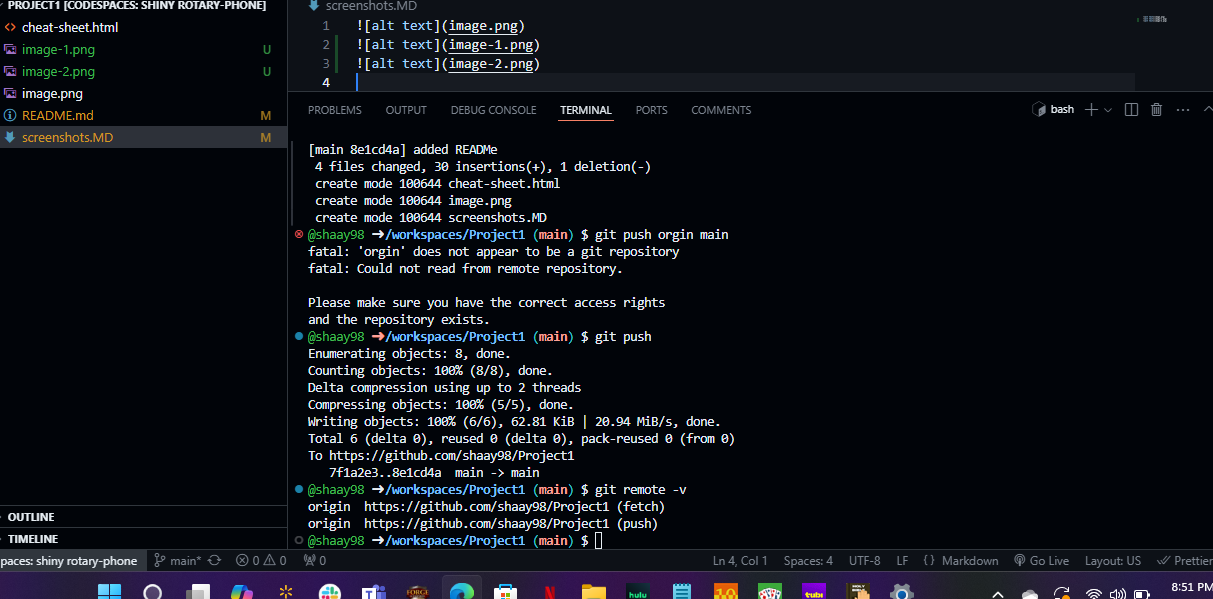 PROJECT1 [CODESPACES: SHINY ROTARY-PHONE]
cheat-sheet.html
image-1.png U
image-2.png U
image.png
README.md M
screenshots.MD M
OUTLINE
TIMELINE
screenshots.MD
1 ![alt text](image.png)
2 ![alt text](image-1.png)
3 ![alt text](image-2.png)
4
PROBLEMS OUTPUT DEBUG CONSOLE TERMINAL PORTS COMMENTS bash
[main 8e1cd4a] added READMe
4 files changed, 30 insertions(+), 1 deletion(-)
create mode 100644 cheat-sheet.html
create mode 100644 image.png
create mode 100644 screenshots.MD
@shaay98 ➜/workspaces/Project1 (main) $ git push orgin main
fatal: 'orgin' does not appear to be a git repository
fatal: Could not read from remote repository.
Please make sure you have the correct access rights
and the repository exists.
@shaay98 ➜/workspaces/Project1 (main) $ git push
Enumerating objects: 8, done.
Counting objects: 100% (8/8), done.
Delta compression using up to 2 threads
Compressing objects: 100% (5/5), done.
Writing objects: 100% (6/6), 62.81 KiB | 20.94 MiB/s, done.
Total 6 (delta 0), reused 0 (delta 0), pack-reused 0 (from 0)
To https://github.com/shaay98/Project1
7f1a2e3..8e1cd4a main -> main
@shaay98 ➜/workspaces/Project1 (main) $ git remote -v
origin https://github.com/shaay98/Project1 (fetch)
origin https://github.com/shaay98/Project1 (push)
@shaay98 ➜/workspaces/Project1 (main) $
paces: shiny rotary-phone main* 0 0 0 Ln 4, Col 1 Spaces: 4 UTF-8 LF {} Markdown Go Live Layout: US Prettier
FORGE hulu tubi 8:51 PM